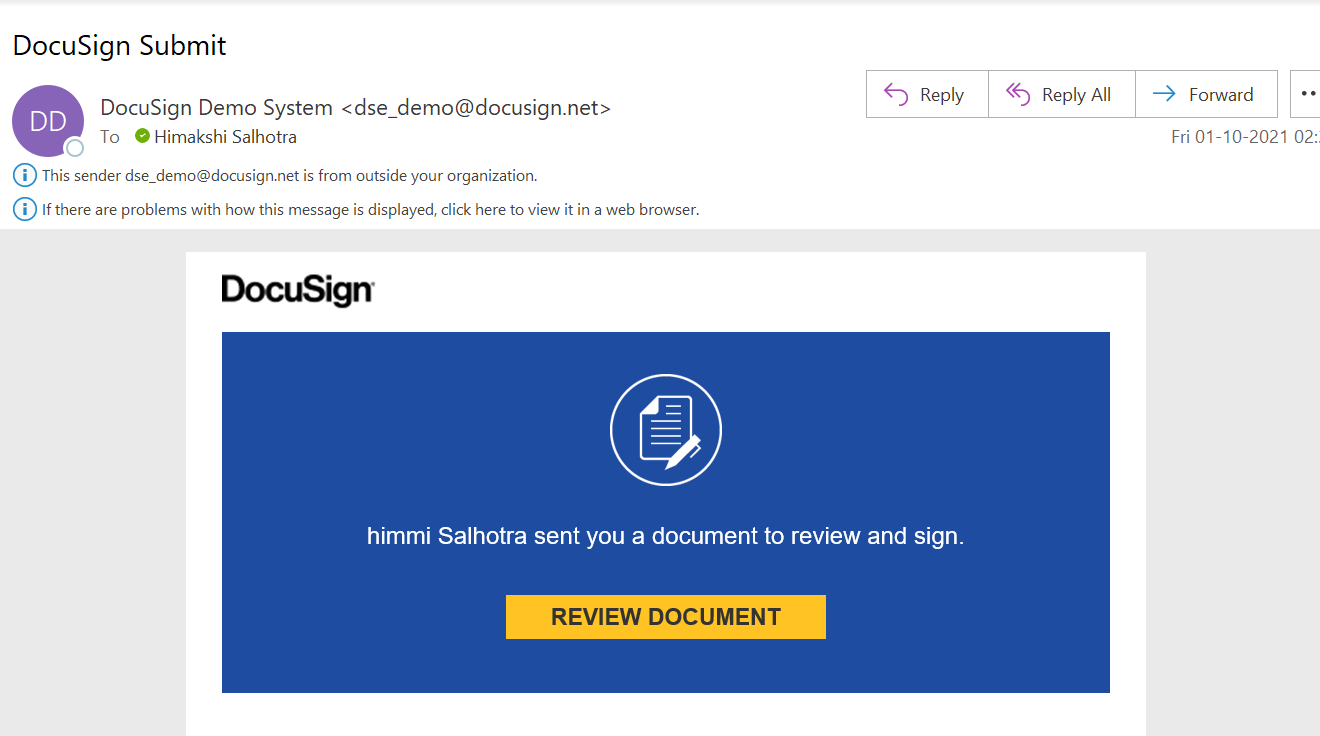 DocuSign Submit
DD
DocuSign Demo System <dse_demo@docusign.net>
To Himakshi Salhotra
Reply
Reply All
Forward
Fri 01-10-2021
This sender dse_demo@docusign.net is from outside your organization.
If there are problems with how this message is displayed, click here to view it in a web browser.
DocuSign
himmi Salhotra sent you a document to review and sign.
REVIEW DOCUMENT